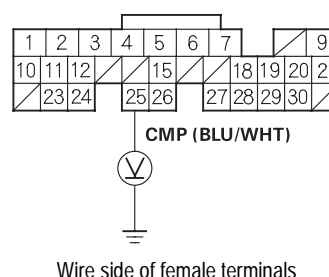 1 2 3 4 5 6 7 9
10 11 12 15 18 19 20 2
23 24 25 26 27 28 29 30
CMP (BLU/WHT)
V
Wire side of female terminals